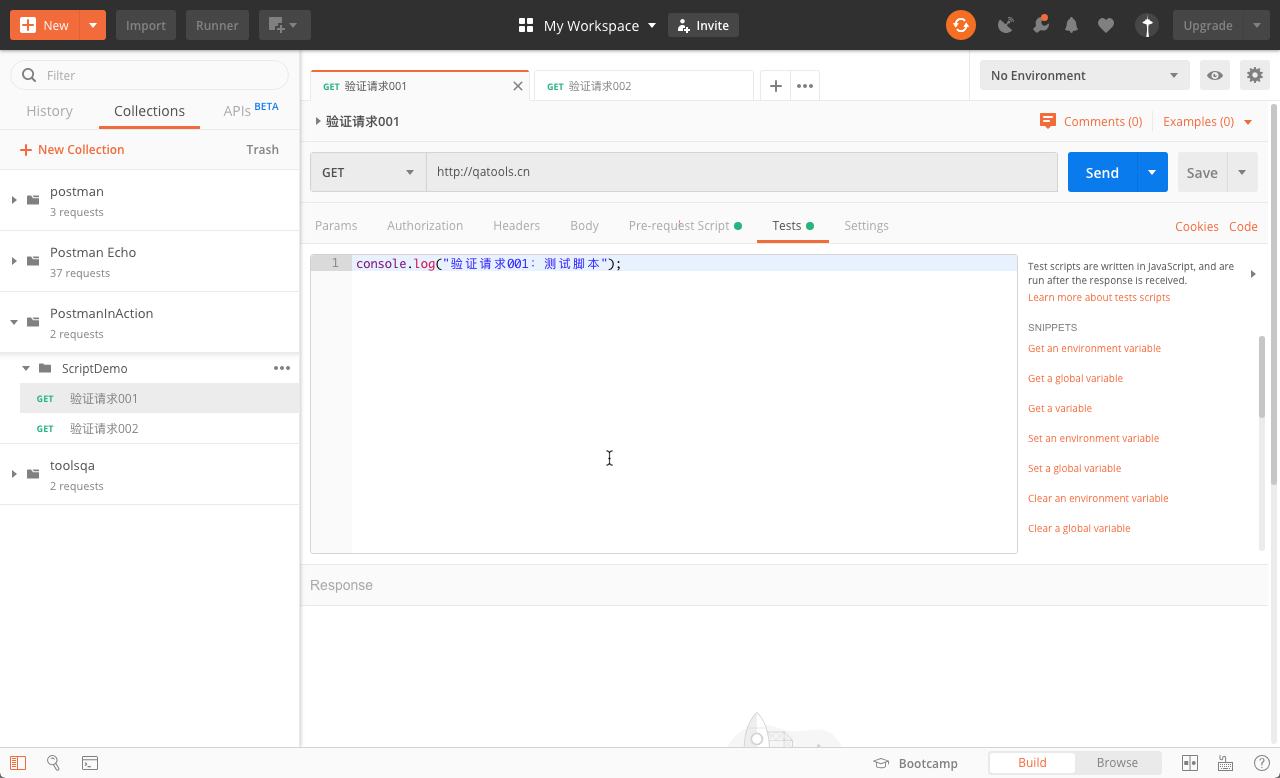 New
Import
Runner
My Workspace
Invite
Upgrade
Filter
History
Collections
APIs BETA
New Collection
Trash
postman
3 requests
Postman Echo
37 requests
PostmanInAction
2 requests
ScriptDemo
GET 验证请求001
GET 验证请求002
toolsqa
2 requests
GET 验证请求001
GET 验证请求002
No Environment
验证请求001
Comments (0)
Examples (0)
GET
http://qatools.cn
Send
Save
Params
Authorization
Headers
Body
Pre-request Script
Tests
Settings
Cookies
Code
1 console.log("验证请求001：测试脚本");
Test scripts are written in JavaScript, and are
run after the response is received.
Learn more about tests scripts
SNIPPETS
Get an environment variable
Get a global variable
Get a variable
Set an environment variable
Set a global variable
Clear an environment variable
Clear a global variable
Response
Bootcamp
Build
Browse